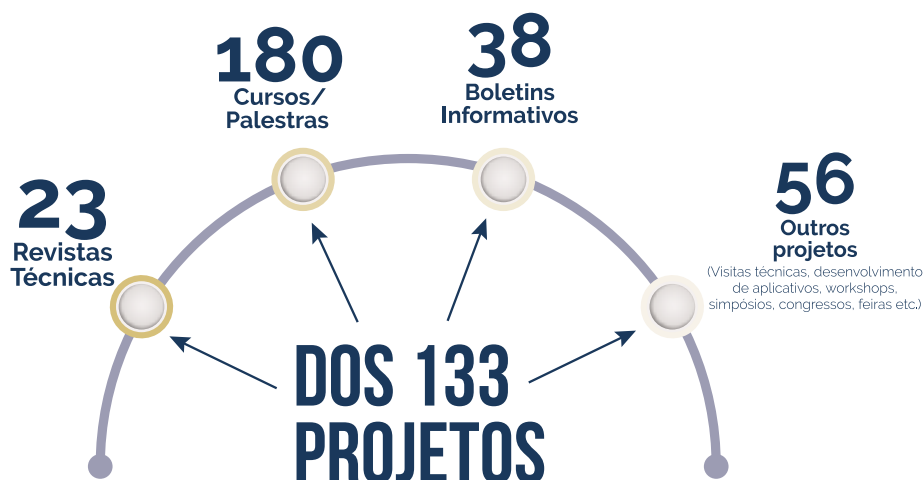 23
Revistas
Técnicas
180
Cursos/
Palestras
38
Boletins
Informativos
56
Outros
projetos
(Visitas técnicas, desenvolvimento
de aplicativos, workshops,
simpósios, congressos, feiras etc.)
DOS 133
PROJETOS